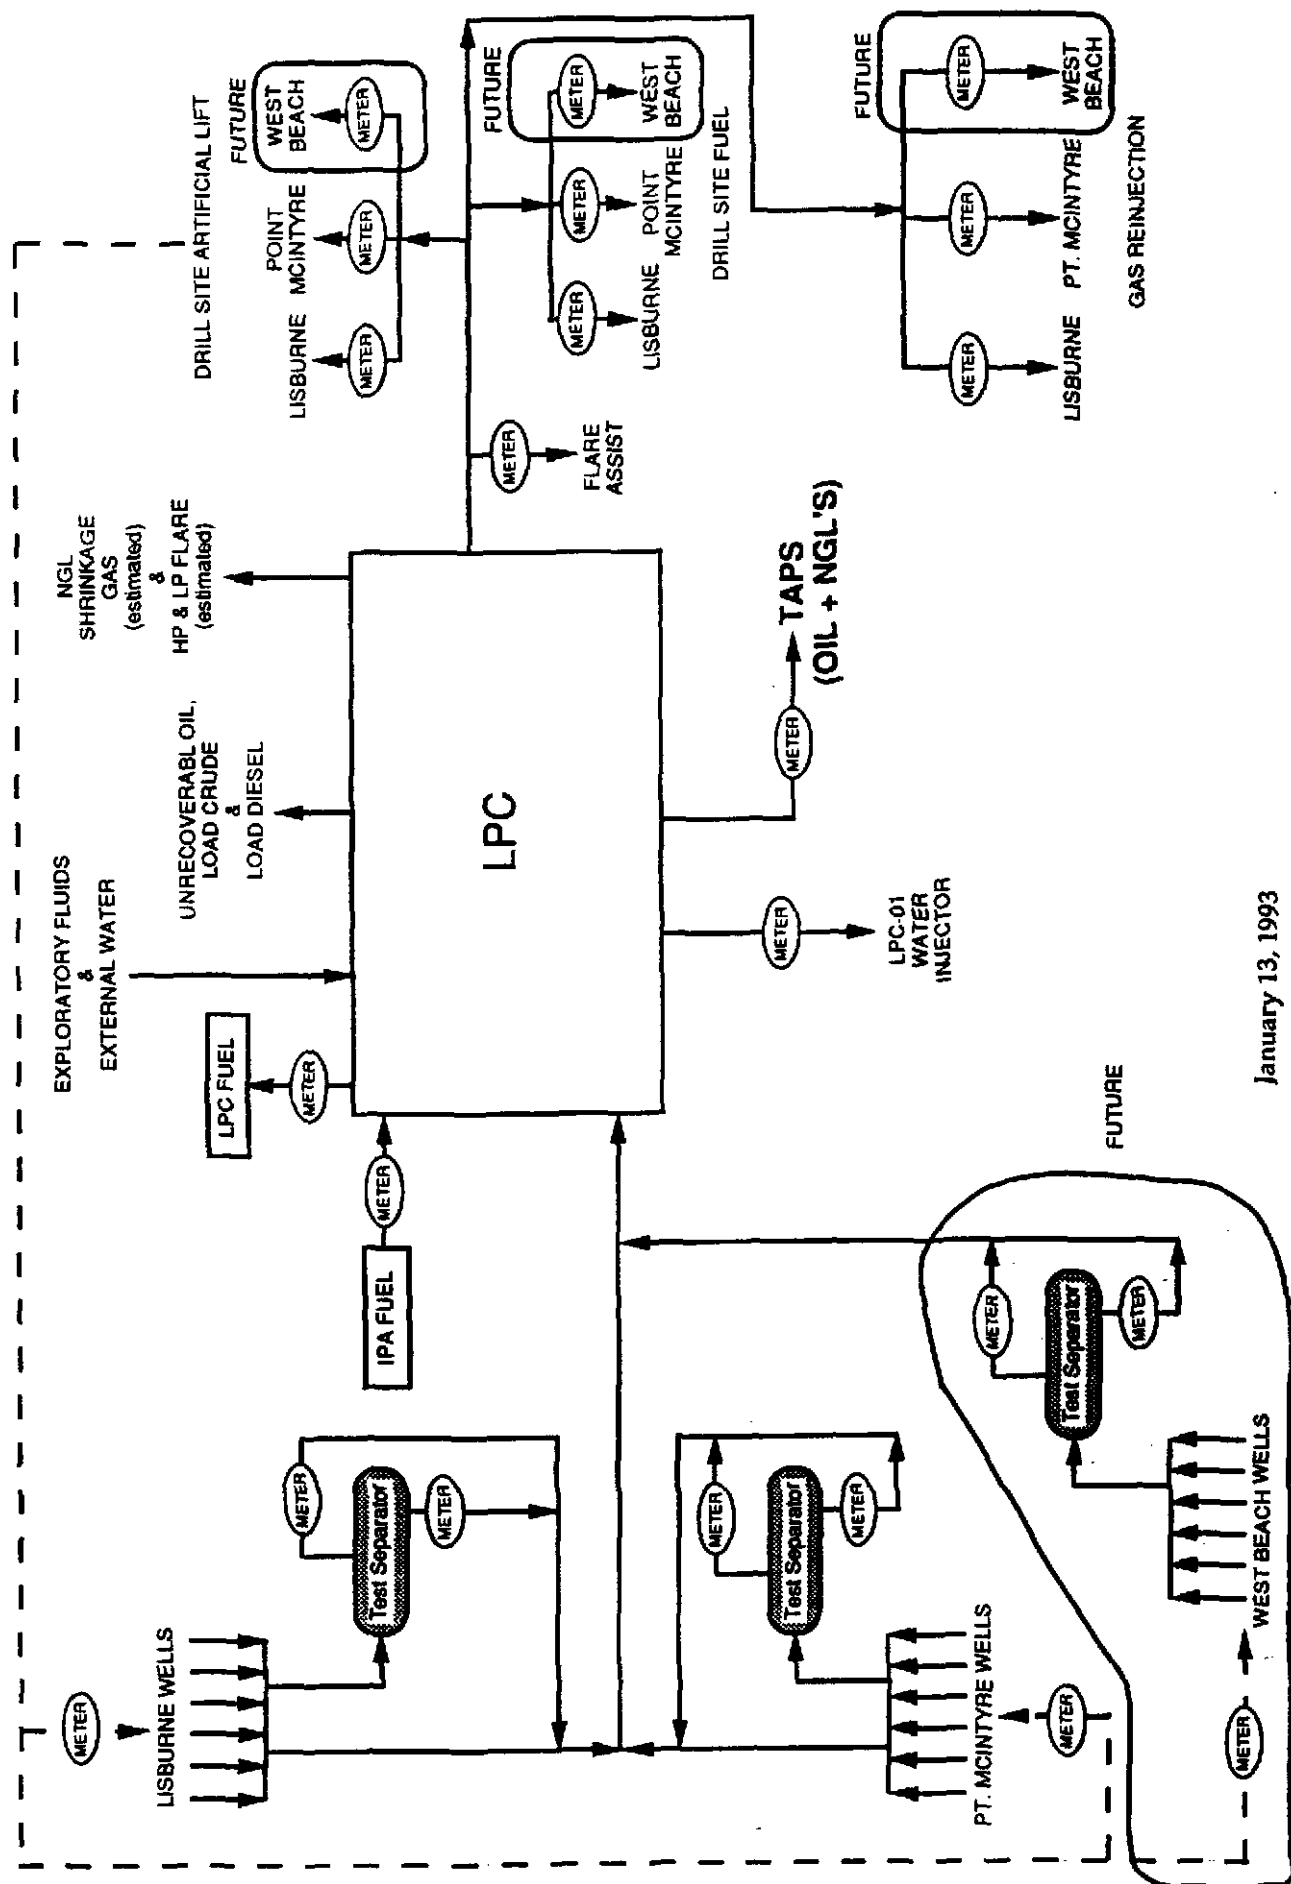 EXPLORATORY FLUIDS
&
EXTERNAL WATER
UNRECOVERABL OIL,
LOAD CRUDE
&
LOAD DIESEL
NGL
SHRINKAGE
GAS
(estimated)
&
HP & LP FLARE
(estimated)
DRILL SITE ARTIFICIAL LIFT
FUTURE
LISBURNE
POINT
MCINTYRE
WEST
BEACH
METER
METER
METER
METER
LISBURNE WELLS
METER
Test Separator
METER
LPC FUEL
METER
IPA FUEL
METER
LPC
METER
FLARE
ASSIST
FUTURE
METER
METER
METER
LISBURNE
POINT
MCINTYRE
WEST
BEACH
DRILL SITE FUEL
METER
Test Separator
METER
PT. MCINTYRE WELLS
METER
METER
LPC-01
WATER
INJECTOR
METER
TAPS
(OIL + NGL'S)
FUTURE
METER
METER
METER
LISBURNE
PT. MCINTYRE
WEST
BEACH
GAS REINJECTION
FUTURE
METER
Test Separator
METER
WEST BEACH WELLS
METER
January 13, 1993